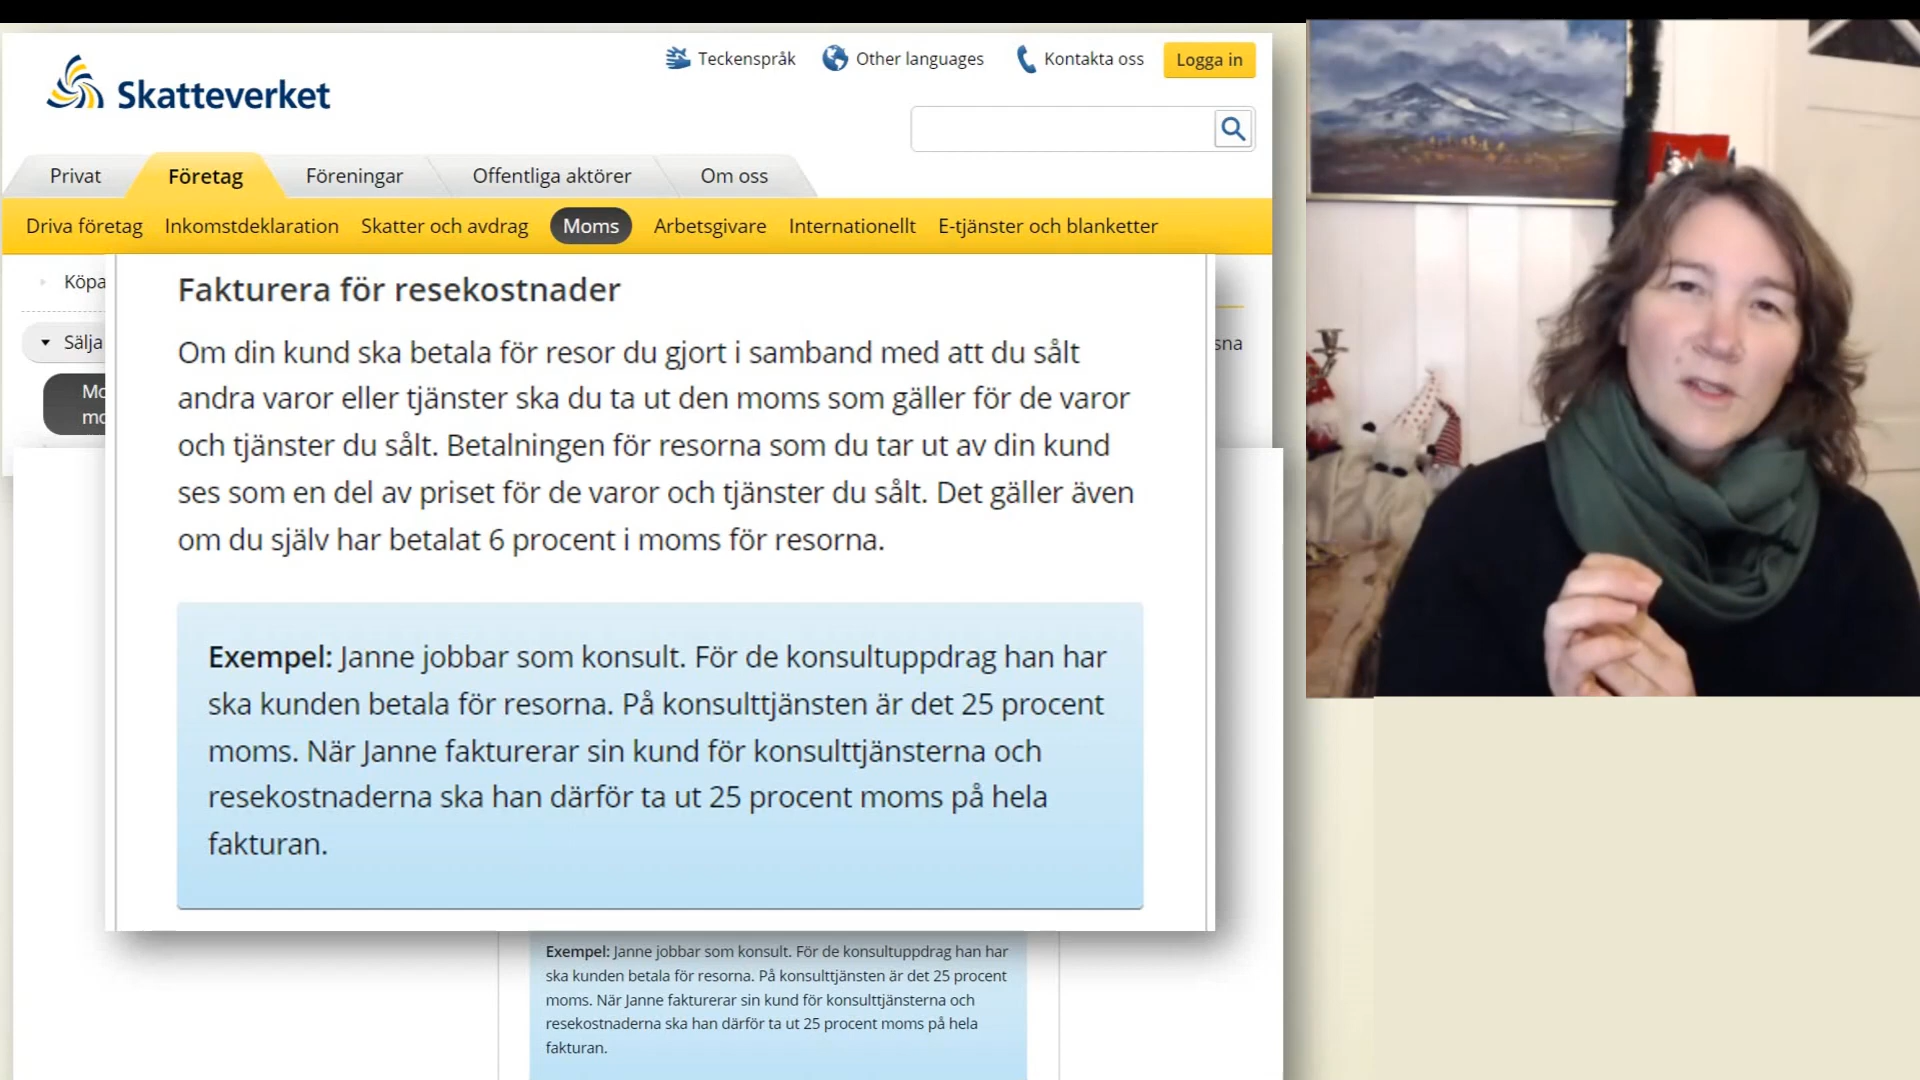 Teckenspråk
Other languages
Kontakta oss
Logga in
Skatteverket
Privat
Företag
Föreningar
Offentliga aktörer
Om oss
Driva företag
Inkomstdeklaration
Skatter och avdrag
Moms
Arbetsgivare
Internationellt
E-tjänster och blanketter
Köpa
Sälja
Mo
mo
sna
Fakturera för resekostnader
Om din kund ska betala för resor du gjort i samband med att du sålt
andra varor eller tjänster ska du ta ut den moms som gäller för de varor
och tjänster du sålt. Betalningen för resorna som du tar ut av din kund
ses som en del av priset för de varor och tjänster du sålt. Det gäller även
om du själv har betalat 6 procent i moms för resorna.
Exempel: Janne jobbar som konsult. För de konsultuppdrag han har
ska kunden betala för resorna. På konsulttjänsten är det 25 procent
moms. När Janne fakturerar sin kund för konsulttjänsterna och
resekostnaderna ska han därför ta ut 25 procent moms på hela
fakturan.
Exempel: Janne jobbar som konsult. För de konsultuppdrag han har
ska kunden betala för resorna. På konsulttjänsten är det 25 procent
moms. När Janne fakturerar sin kund för konsulttjänsterna och
resekostnaderna ska han därför ta ut 25 procent moms på hela
fakturan.